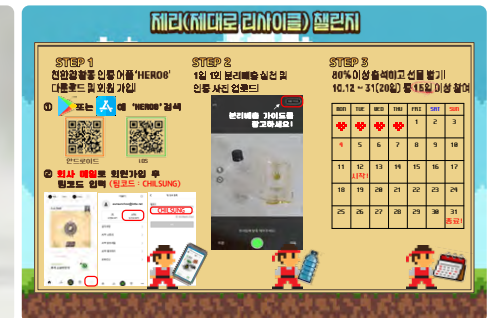 제리(제대로 리사이클) 챌린지
STEP 1
친환경활동 인증 어플 'HERO6'
다운로드 및 회원 가입!
① 또는 에 'HERO6' 검색
안드로이드
iOS
② 회사 메일로 회원가입 후
팀코드 입력 (팀코드 : CHILSUNG)
CHILSUNG
STEP 2
1일 1회 분리배출 실천 및
인증 사진 업로드!
분리배출 가이드를
참고하세요!
STEP 3
80% 이상 출석하고 선물 받기!
10.12 ~ 31(20일) 중 15일 이상 참여
MON TUE WED THU FRI SAT SUN
1 2 3
4 5 6 7 8 9 10
11 12 13 14 15 16 17
시작!
18 19 20 21 22 23 24
25 26 27 28 29 30 31
종료!